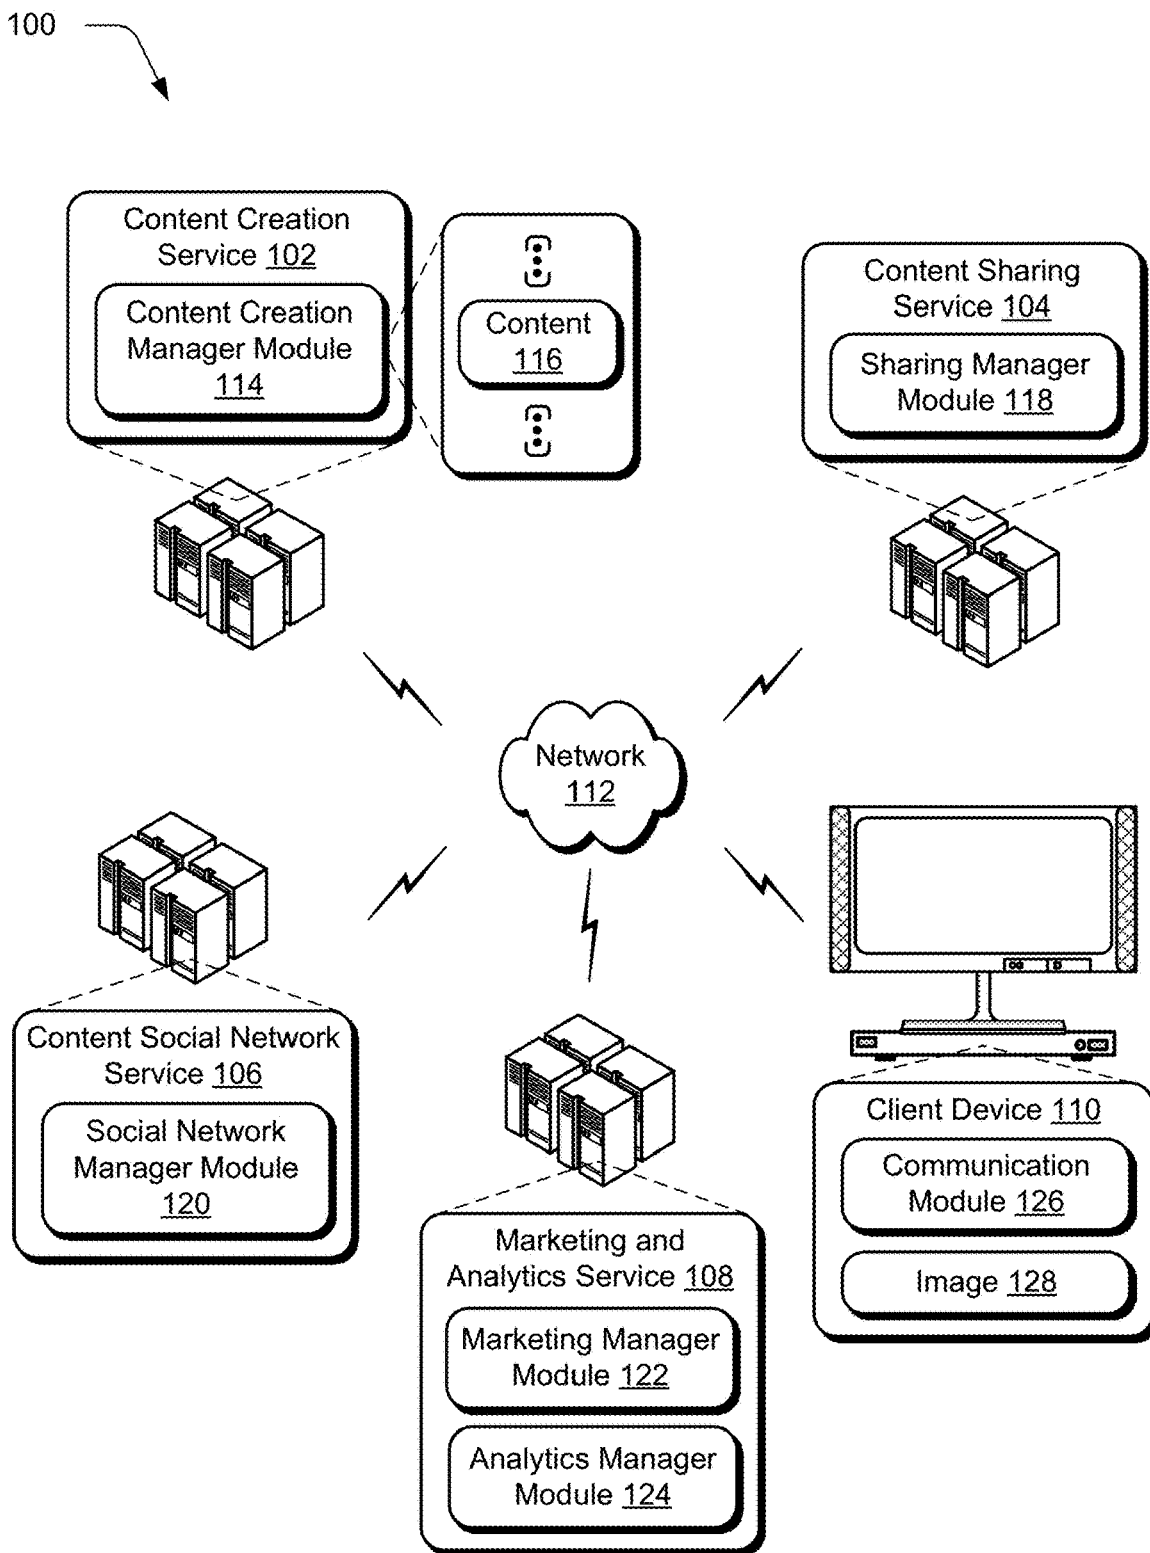 100
Content Creation
Service 102
Content Creation
Manager Module
114
Content
116
Content Sharing
Service 104
Sharing Manager
Module 118
Network
112
Content Social Network
Service 106
Social Network
Manager Module
120
Marketing and
Analytics Service 108
Marketing Manager
Module 122
Analytics Manager
Module 124
Client Device 110
Communication
Module 126
Image 128